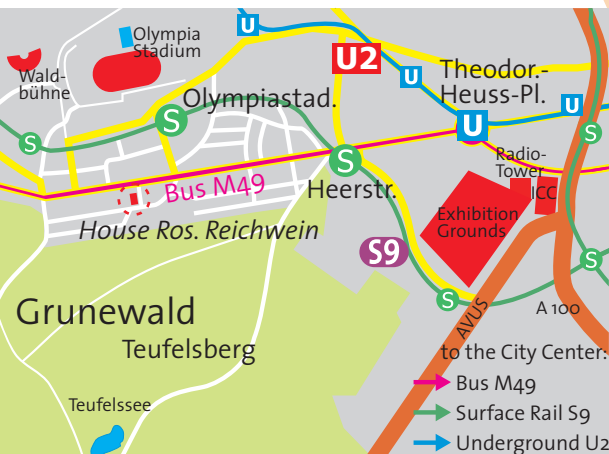 Olympia
Stadium
U
U2
Wald-
bühne
U
Theodor.-
Heuss-Pl.
Olympiastad.
U
S
U
S
S
Radio-
Tower
S
Bus M49
Heerstr.
ICC
House Ros. Reichwein
Exhibition
Grounds
S9
S
S
Grunewald
AVUS
A 100
Teufelsberg
to the City Center:
Bus M49
Teufelssee
Surface Rail S9
Underground U2